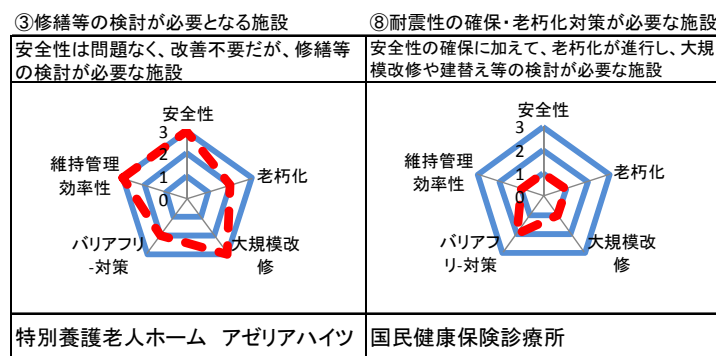 ③修繕等の検討が必要となる施設
安全性は問題なく、改善不要だが、修繕等
の検討が必要な施設
安全性
3
2
1
0
老朽化
大規模改
修
バリアフリ
-対策
維持管理
効率性
特別養護老人ホーム　アゼリアハイツ
⑧耐震性の確保・老朽化対策が必要な施設
安全性の確保に加えて、老朽化が進行し、大規
模改修や建替え等の検討が必要な施設
安全性
3
2
1
0
老朽化
大規模改
修
バリアフ
リ-対策
維持管理
効率性
国民健康保険診療所